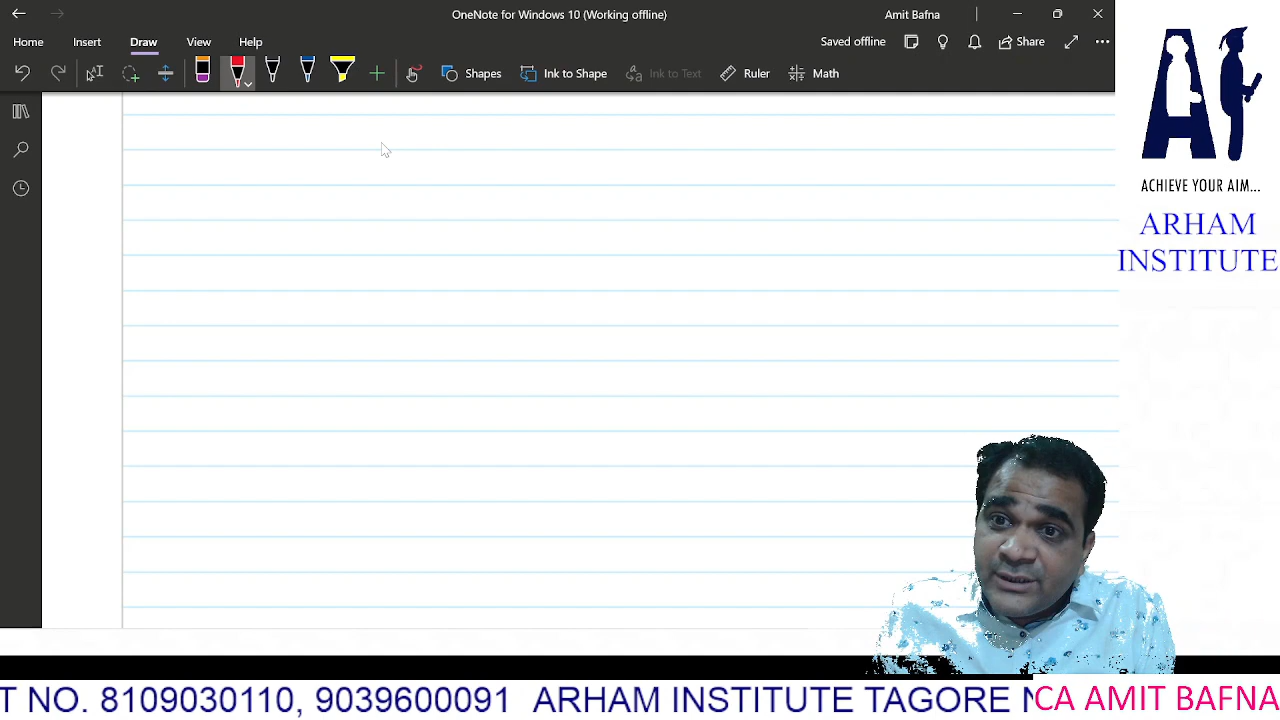 OneNote for Windows 10 (Working offline)
Amit Bafna
Home Insert Draw View Help
Saved offline
Share
Shapes Ink to Shape Ink to Text Ruler Math
ACHIEVE YOUR AIM...
ARHAM
INSTITUTE
T NO. 8109030110, 9039600091 ARHAM INSTITUTE TAGORE N
CA AMIT BAFNA